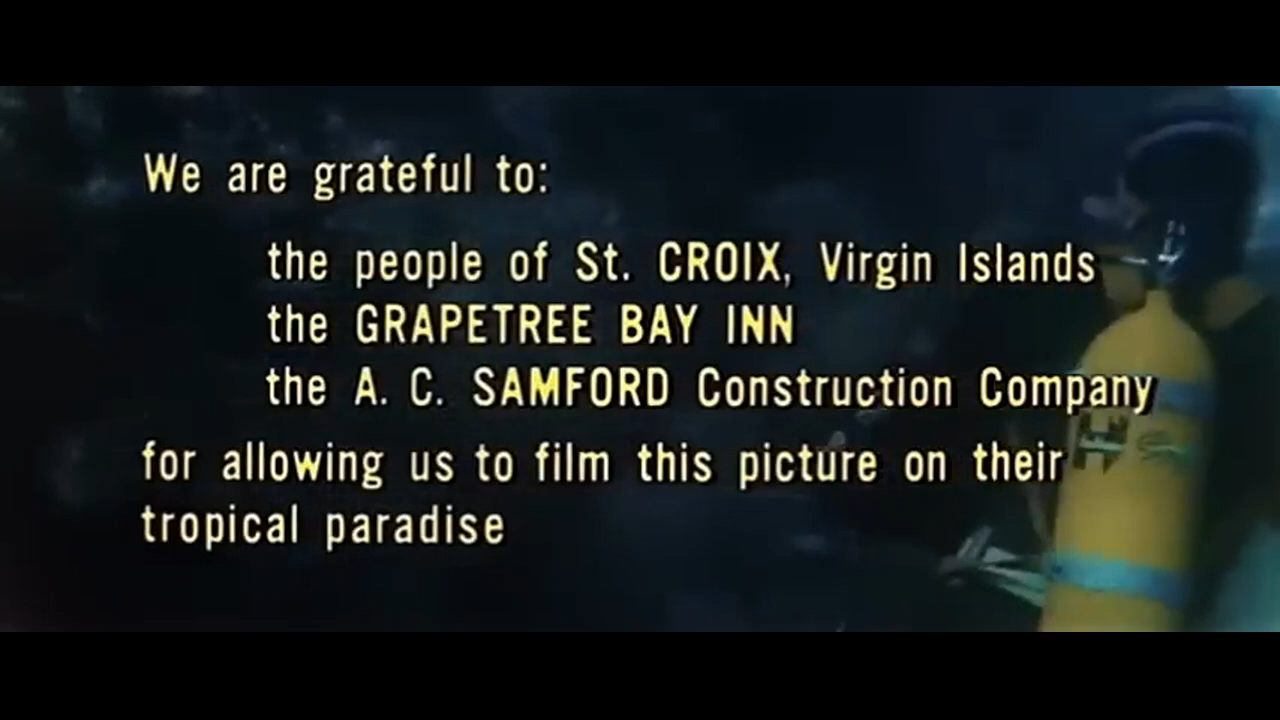 We are grateful to:
the people of St. CROIX, Virgin Islands
the GRAPETREE BAY INN
the A. C. SAMFORD Construction Company
for allowing us to film this picture on their
tropical paradise